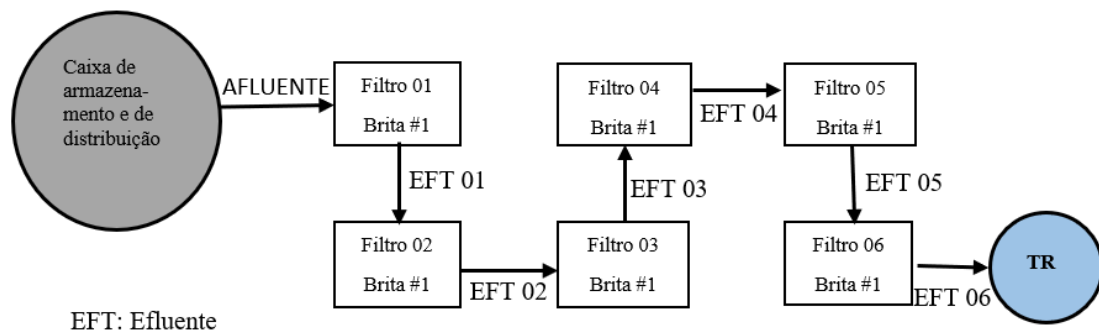 Caixa de
armazena-
mento e de
distribuição
AFLUENTE
Filtro 01
Brita #1
EFT 01
Filtro 02
Brita #1
EFT 02
Filtro 03
Brita #1
EFT 03
Filtro 04
Brita #1
EFT 04
Filtro 05
Brita #1
EFT 05
Filtro 06
Brita #1
EFT 06
TR
EFT: Efluente